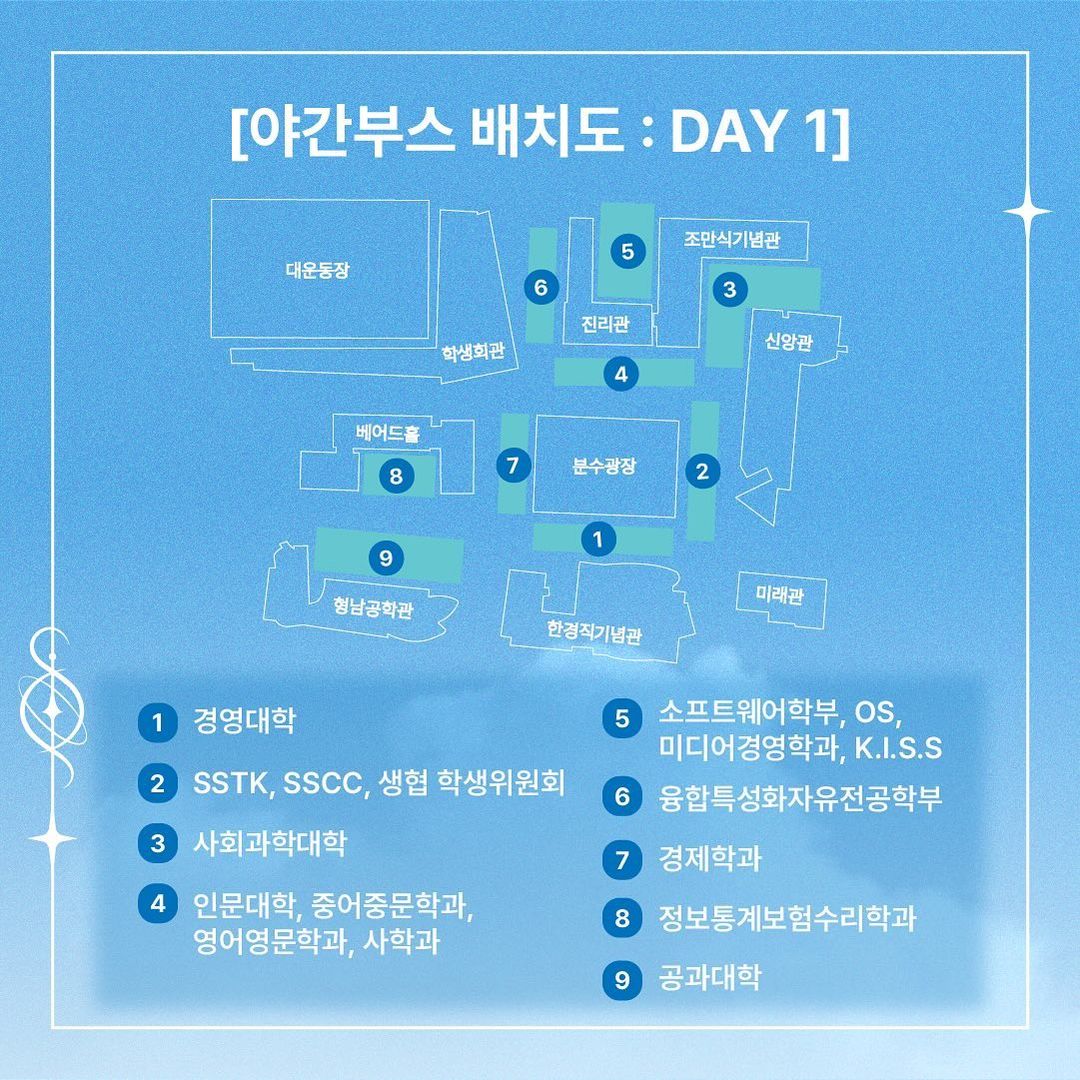 [야간부스 배치도 : DAY 1]
대운동장
학생회관
6
5
조만식기념관
3
진리관
신앙관
4
베어드홀
8
7
분수광장
2
1
9
형남공학관
한경직기념관
미래관
1 경영대학
2 SSTK, SSCC, 생협 학생위원회
3 사회과학대학
4 인문대학, 중어중문학과,
영어영문학과, 사학과
5 소프트웨어학부, OS,
미디어경영학과, K.I.S.S
6 융합특성화자유전공학부
7 경제학과
8 정보통계보험수리학과
9 공과대학